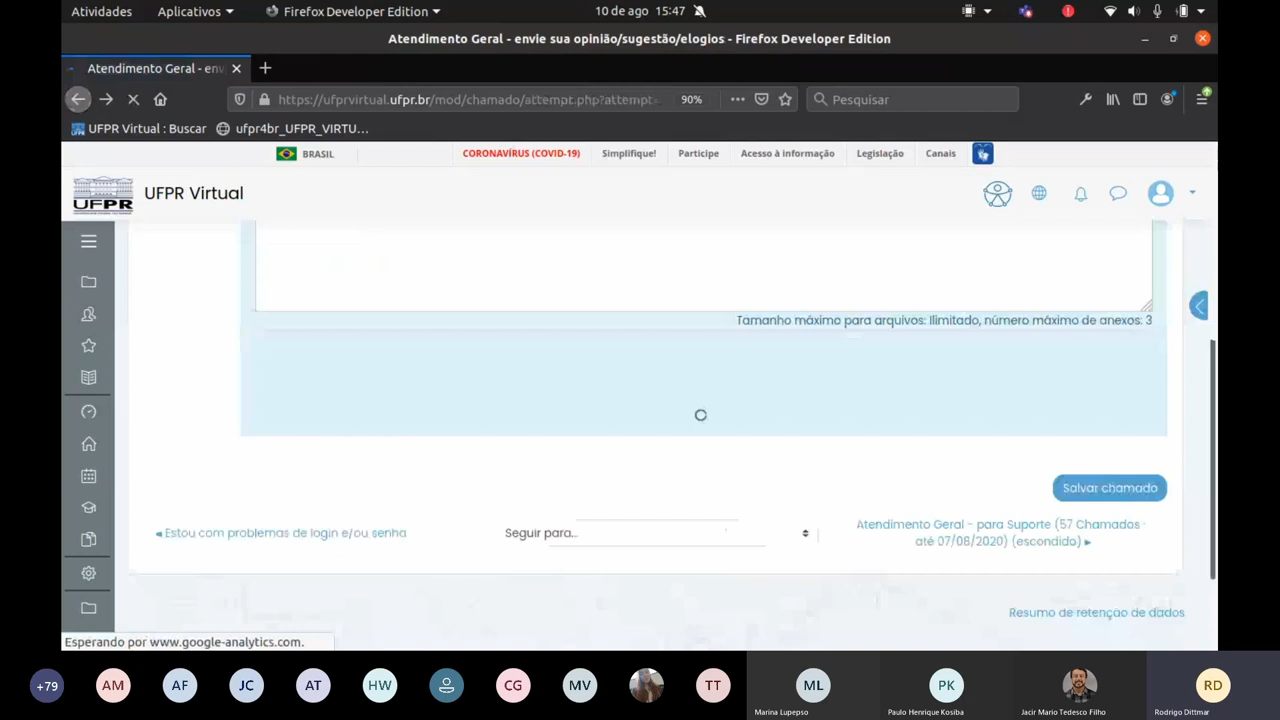 Atividades Aplicativos Firefox Developer Edition 10 de ago 15:47
Atendimento Geral - envie sua opinião/sugestão/elogios - Firefox Developer Edition
Atendimento Geral - env
https://ufprvirtual.ufpr.br/mod/chamado/attempt.php?attempt= 90% Pesquisar
UFPR Virtual : Buscar ufpr4br_UFPR_VIRTU...
BRASIL CORONAVÍRUS (COVID-19) Simplifique! Participe Acesso à informação Legislação Canais
UFPR UFPR Virtual
Tamanho máximo para arquivos: Ilimitado, número máximo de anexos: 3
Salvar chamado
Estou com problemas de login e/ou senha
Seguir para...
Atendimento Geral - para Suporte (57 Chamados -
até 07/08/2020) (escondido)
Resumo de retenção de dados
Esperando por www.google-analytics.com.
+79 AM AF JC AT HW CG MV TT ML PK RD
Marina Lupepso Paulo Henrique Kosiba Jacir Mario Tedesco Filho Rodrigo Dittmar